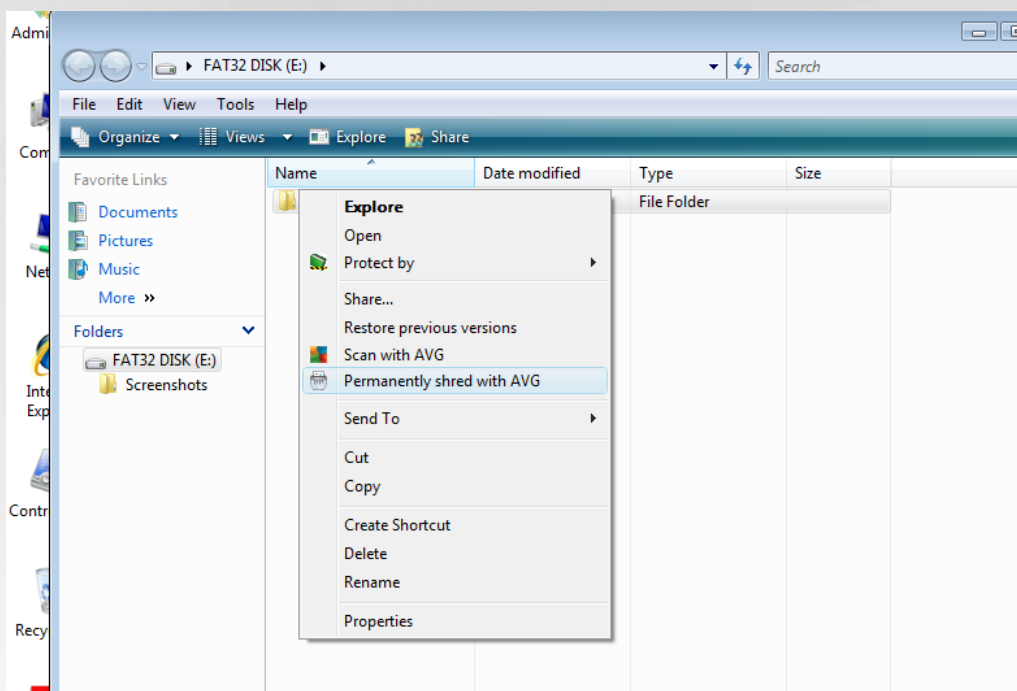 Admi
FAT32 DISK (E:)
Search
File Edit View Tools Help
Organize Views Explore Share
Com
Favorite Links
Name Date modified Type Size
File Folder
Documents
Pictures
Music
More »
Net
Folders
FAT32 DISK (E:)
Screenshots
Inte
Exp
Contr
Recy
Explore
Open
Protect by
Share...
Restore previous versions
Scan with AVG
Permanently shred with AVG
Send To
Cut
Copy
Create Shortcut
Delete
Rename
Properties